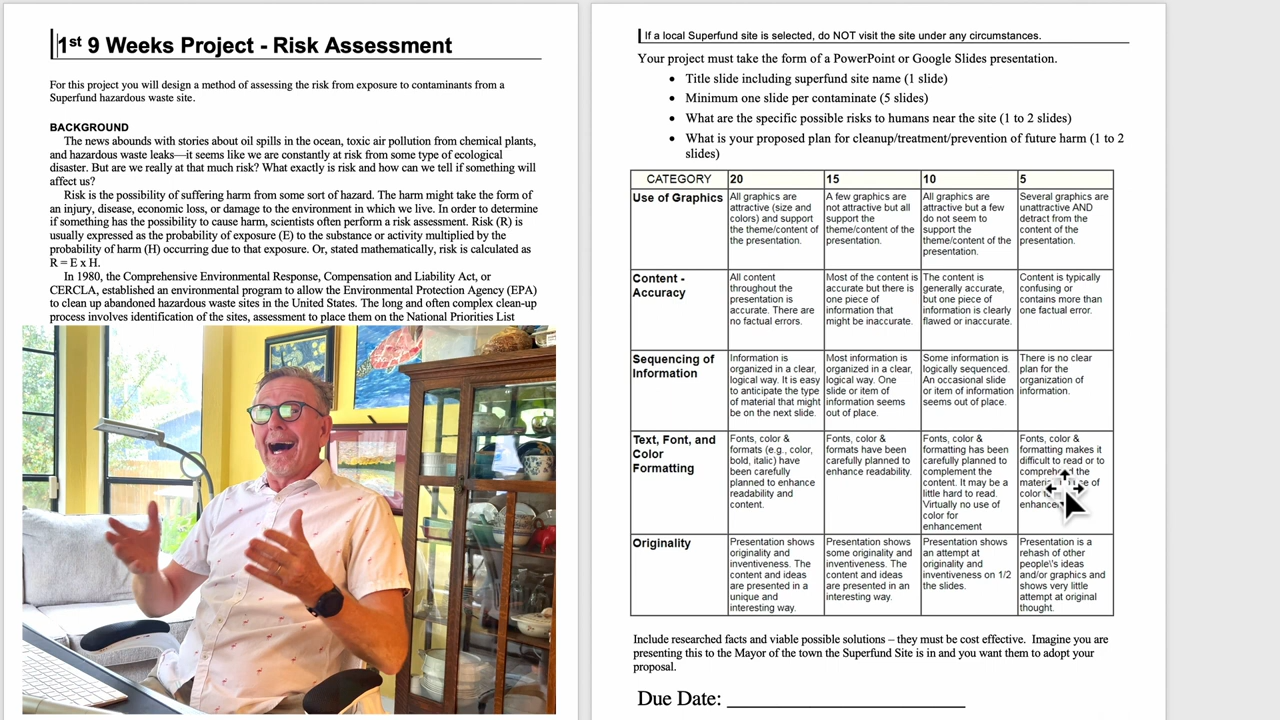 1st 9 Weeks Project - Risk Assessment
For this project you will design a method of assessing the risk from exposure to contaminants from a
Superfund hazardous waste site.
BACKGROUND
The news abounds with stories about oil spills in the ocean, toxic air pollution from chemical plants,
and hazardous waste leaks—it seems like we are constantly at risk from some type of ecological
disaster. But are we really at that much risk? What exactly is risk and how can we tell if something will
affect us?
Risk is the possibility of suffering harm from some sort of hazard. The harm might take the form of
an injury, disease, economic loss, or damage to the environment in which we live. In order to determine
if something has the possibility to cause harm, scientists often perform a risk assessment. Risk (R) is
usually expressed as the probability of exposure (E) to the substance or activity multiplied by the
probability of harm (H) occurring due to that exposure. Or, stated mathematically, risk is calculated as
R = E x H.
In 1980, the Comprehensive Environmental Response, Compensation and Liability Act, or
CERCLA, established an environmental program to allow the Environmental Protection Agency (EPA)
to clean up abandoned hazardous waste sites in the United States. The long and often complex clean-up
process involves identification of the sites, assessment to place them on the National Priorities List
If a local Superfund site is selected, do NOT visit the site under any circumstances.
Your project must take the form of a PowerPoint or Google Slides presentation.
• Title slide including superfund site name (1 slide)
• Minimum one slide per contaminate (5 slides)
• What are the specific possible risks to humans near the site (1 to 2 slides)
• What is your proposed plan for cleanup/treatment/prevention of future harm (1 to 2
slides)
CATEGORY
20
15
10
5
Use of Graphics
All graphics are
attractive (size and
colors) and support
the theme/content of
the presentation.
A few graphics are
not attractive but all
support the
theme/content of the
presentation.
All graphics are
attractive but a few
do not seem to
support the
theme/content of the
presentation.
Several graphics are
unattractive AND
detract from the
content of the
presentation.
Content -
Accuracy
All content
throughout the
presentation is
accurate. There are
no factual errors.
Most of the content is
accurate but there is
one piece of
information that
might be inaccurate.
The content is
generally accurate,
but one piece of
information is clearly
flawed or inaccurate.
Content is typically
confusing or
contains more than
one factual error.
Sequencing of
Information
Information is
organized in a clear,
logical way. It is easy
to anticipate the type
of material that might
be on the next slide.
Most information is
organized in a clear,
logical way. One
slide or item of
information seems
out of place.
Some information is
logically sequenced.
An occasional slide
or item of information
seems out of place.
There is no clear
plan for the
organization of
information.
Text, Font, and
Color
Formatting
Fonts, color &
formats (e.g., color,
bold, italic) have
been carefully
planned to enhance
readability and
content.
Fonts, color &
formats have been
carefully planned to
enhance readability.
Fonts, color &
formatting has been
carefully planned to
complement the
content. It may be a
little hard to read.
Virtually no use of
color for
enhancement
Fonts, color &
formatting makes it
difficult to read or to
the
of
color
Originality
Presentation shows
originality and
inventiveness. The
content and ideas
are presented in a
unique and
interesting way.
Presentation shows
some originality and
inventiveness. The
content and ideas
are presented in an
interesting way.
Presentation shows
an attempt at
originality and
inventiveness on 1/2
the slides.
Presentation is a
rehash of other
people\'s ideas
and/or graphics and
shows very little
attempt at original
thought.
Include researched facts and viable possible solutions – they must be cost effective. Imagine you are
presenting this to the Mayor of the town the Superfund Site is in and you want them to adopt your
proposal.
Due Date: ____________________